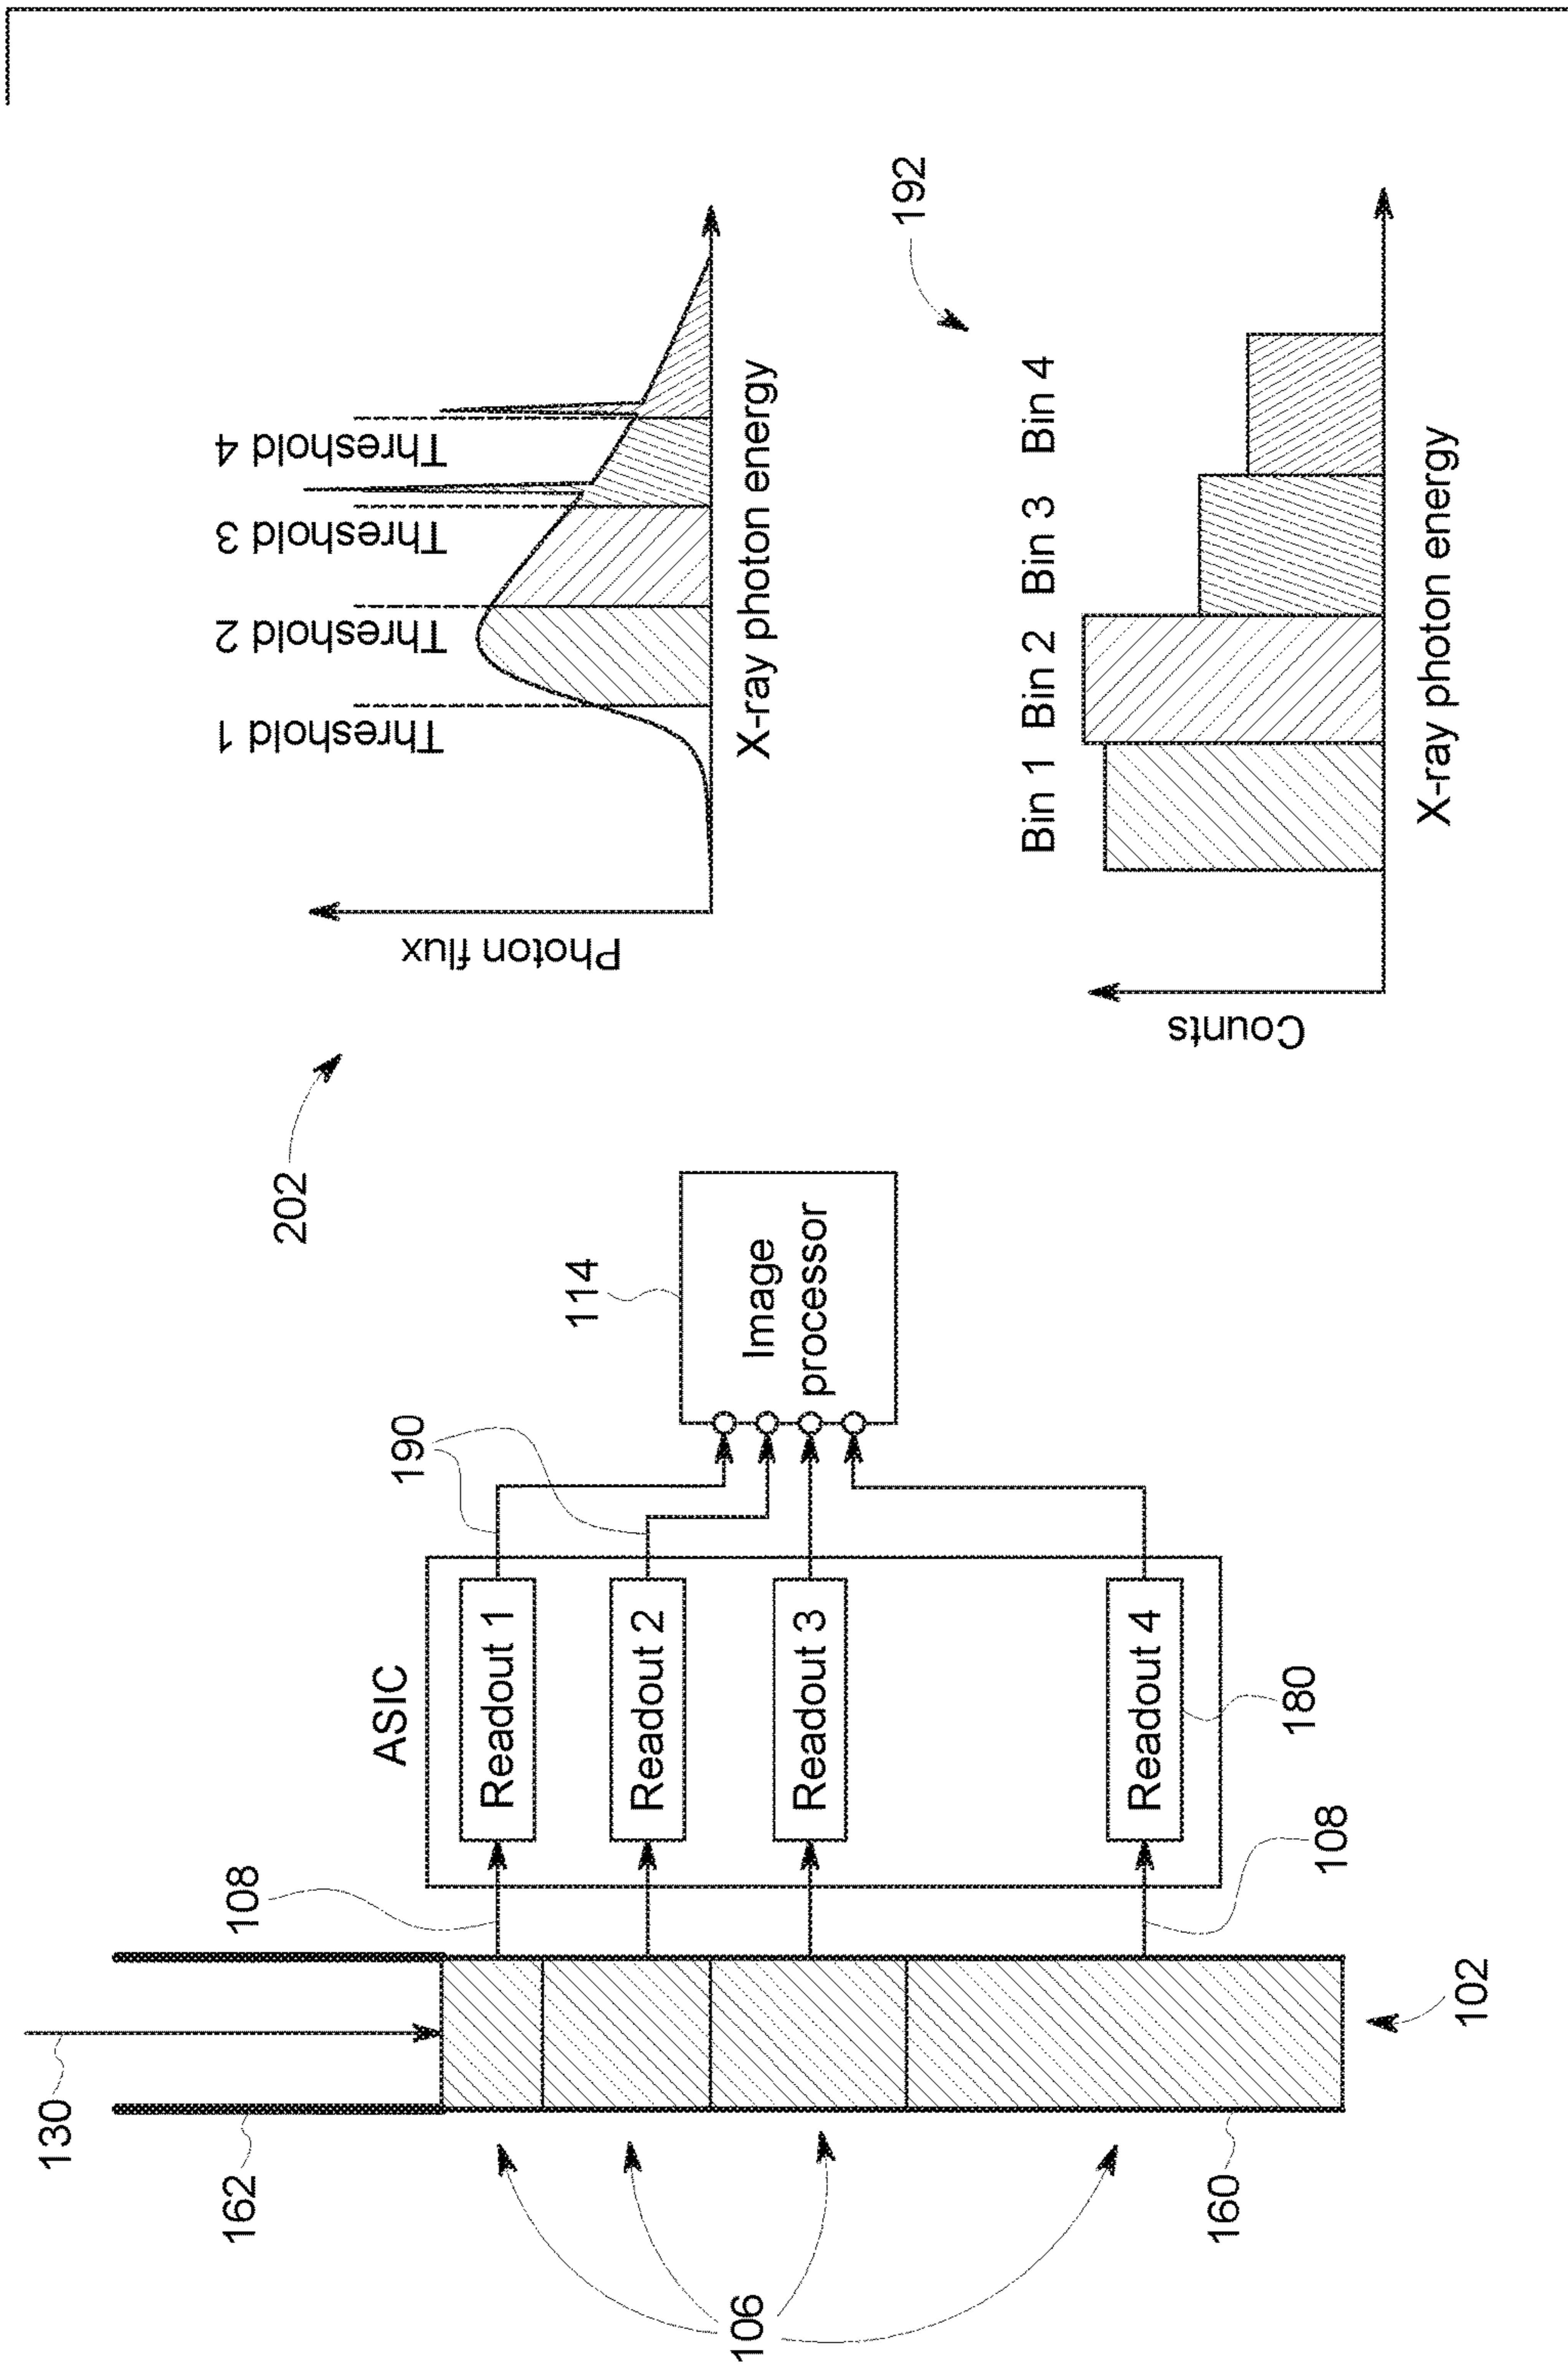 130
162
106
160
102
108
108
ASIC
Readout 1
Readout 2
Readout 3
Readout 4
180
190
114
Image
processor
202
Photon flux
Threshold 1
Threshold 2
Threshold 3
Threshold 4
X-ray photon energy
192
Counts
Bin 1
Bin 2
Bin 3
Bin 4
X-ray photon energy